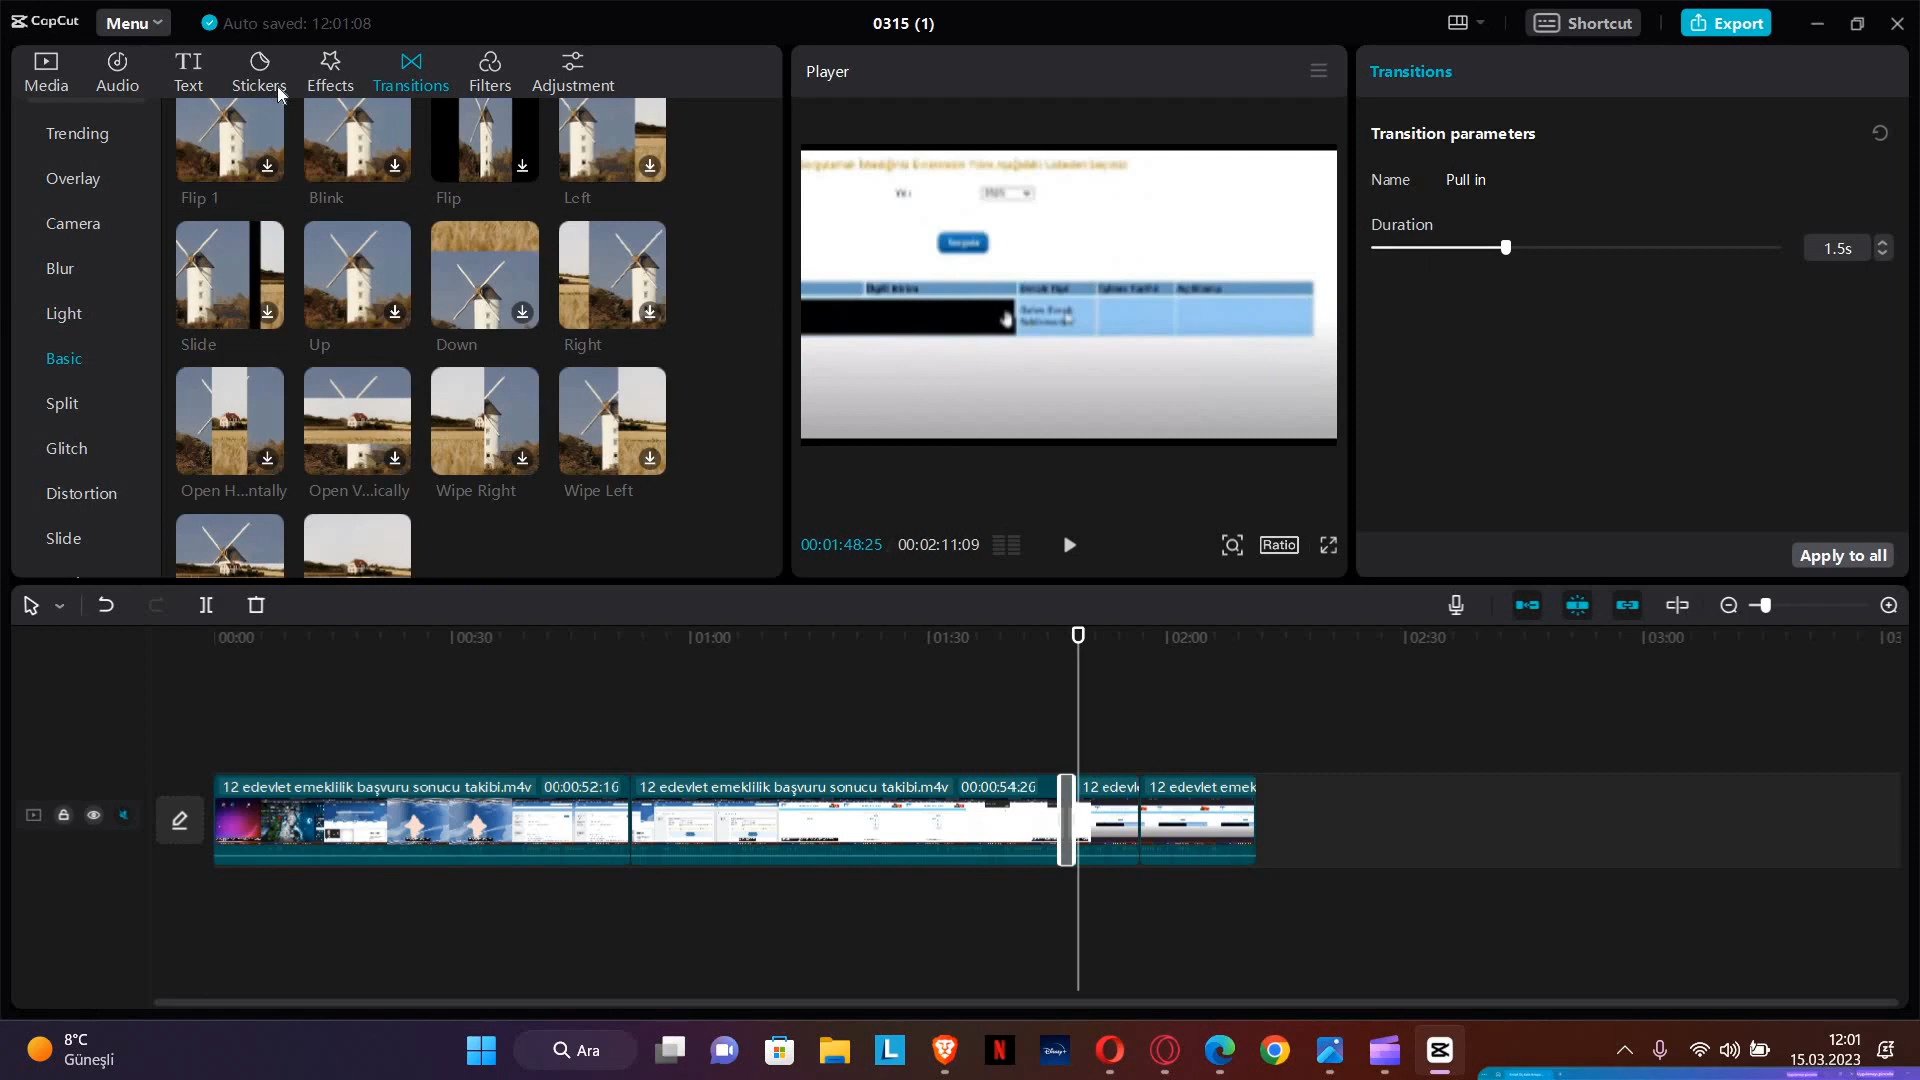 CapCut Menu Auto saved: 12:01:08 0315 (1) Shortcut Export
Media Audio Text Stickers Effects Transitions Filters Adjustment
Player
Transitions
Trending
Overlay
Camera
Blur
Light
Basic
Split
Glitch
Distortion
Slide
Flip 1 Blink Flip Left
Slide Up Down Right
Open H...ntally Open V...ically Wipe Right Wipe Left
00:01:48:25 00:02:11:09 Ratio
Transition parameters
Name Pull in
Duration
1.5s
Apply to all
00:00 00:30 01:00 01:30 02:00 02:30 03:00 03
12 edevlet emeklilik başvuru sonucu takibi.m4v 00:00:52:16 12 edevlet emeklilik başvuru sonucu takibi.m4v 00:00:54:26 12 edevl 12 edevlet emek
8°C
Güneşli
Ara
12:01
15.03.2023